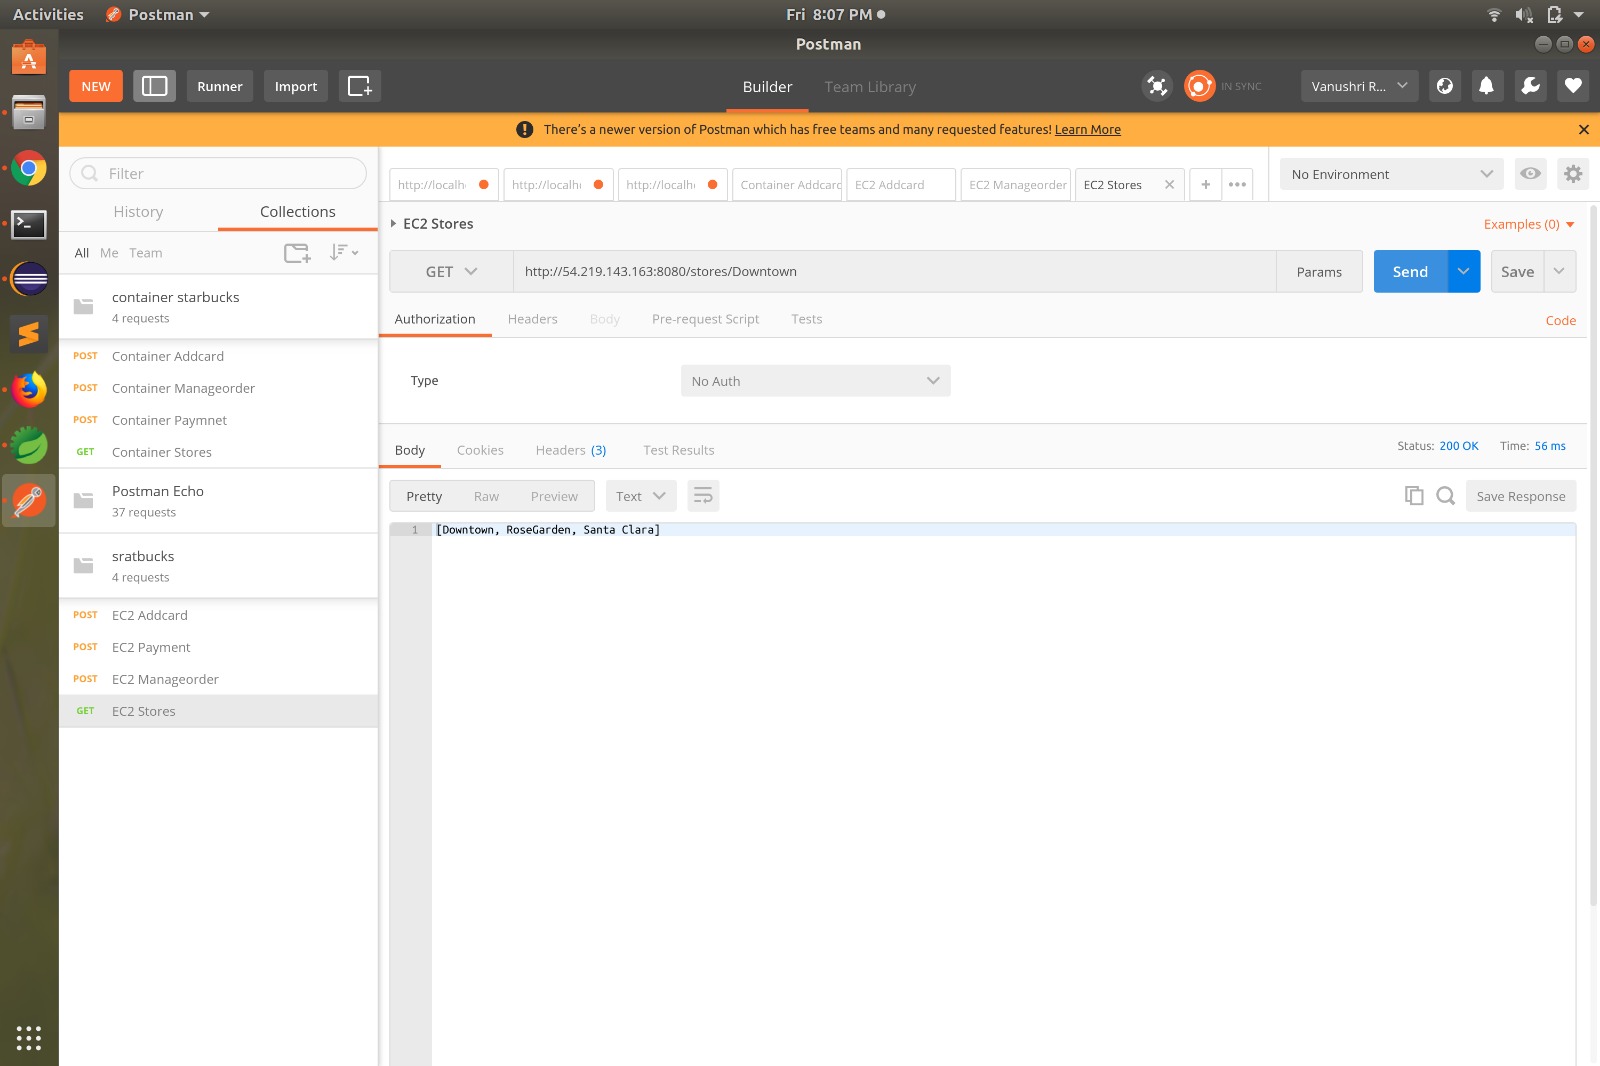 Activities Postman Fri 8:07 PM
Postman
NEW Runner Import Builder Team Library IN SYNC Vanushri R...
There's a newer version of Postman which has free teams and many requested features! Learn More
Filter
History Collections
All Me Team
container starbucks
4 requests
POST Container Addcard
POST Container Manageorder
POST Container Paymnet
GET Container Stores
Postman Echo
37 requests
sratbucks
4 requests
POST EC2 Addcard
POST EC2 Payment
POST EC2 Manageorder
GET EC2 Stores
http://localh http://localh http://localh Container Addcard EC2 Addcard EC2 Manageorder EC2 Stores
No Environment
EC2 Stores Examples (0)
GET http://54.219.143.163:8080/stores/Downtown Params Send Save
Authorization Headers Body Pre-request Script Tests Code
Type No Auth
Body Cookies Headers (3) Test Results Status: 200 OK Time: 56 ms
Pretty Raw Preview Text Save Response
1 [Downtown, RoseGarden, Santa Clara]